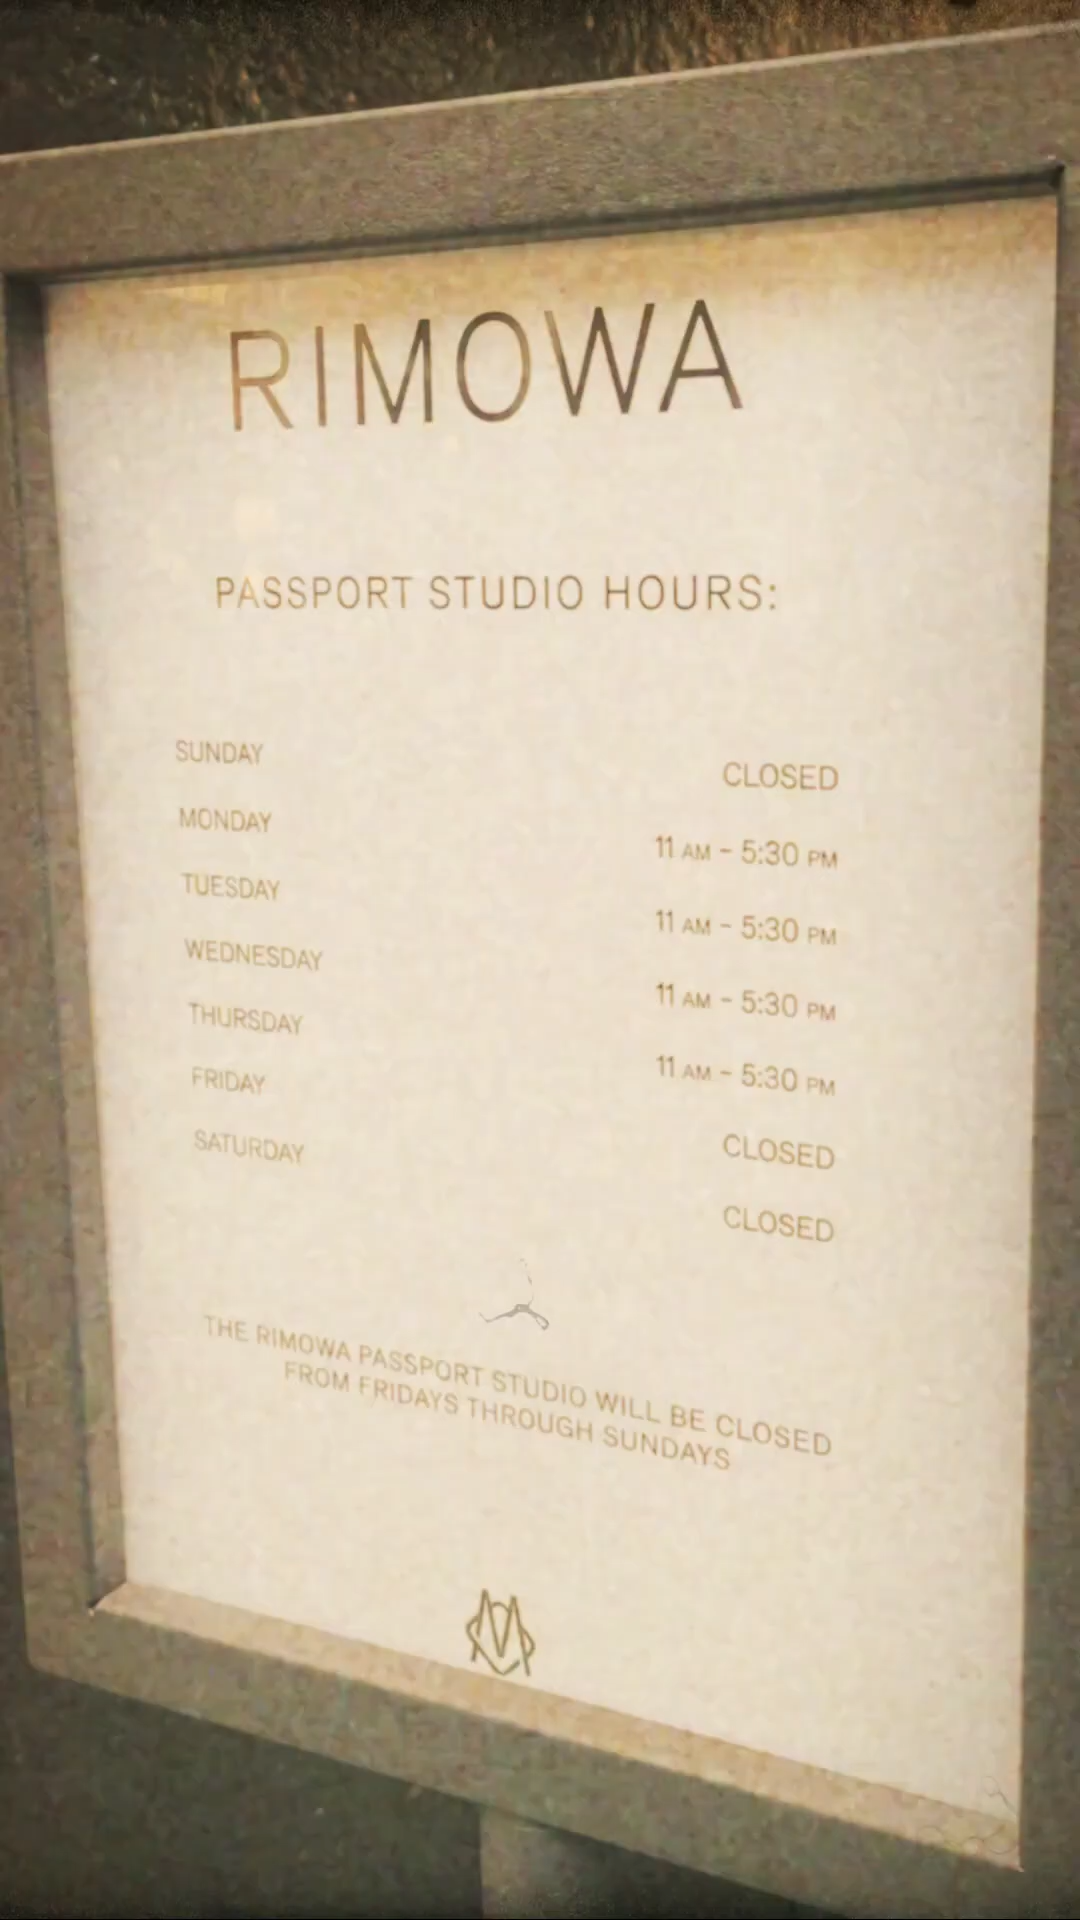 RIMOWA
PASSPORT STUDIO HOURS:
SUNDAY CLOSED
MONDAY 11 AM - 5:30 PM
TUESDAY 11 AM - 5:30 PM
WEDNESDAY 11 AM - 5:30 PM
THURSDAY 11 AM - 5:30 PM
FRIDAY CLOSED
SATURDAY CLOSED
THE RIMOWA PASSPORT STUDIO WILL BE CLOSED
FROM FRIDAYS THROUGH SUNDAYS